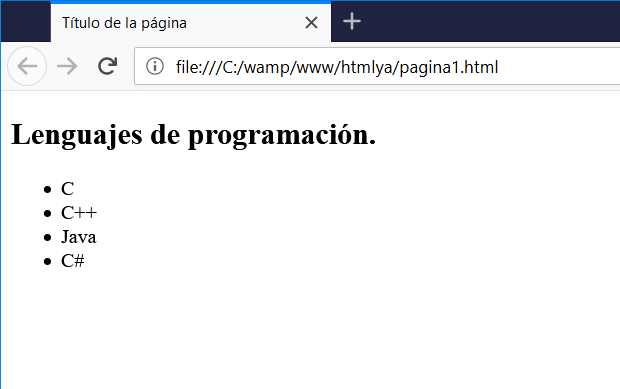 Título de la página
file:///C:/wamp/www/htmlya/pagina1.html
Lenguajes de programación.
C
C++
Java
C#